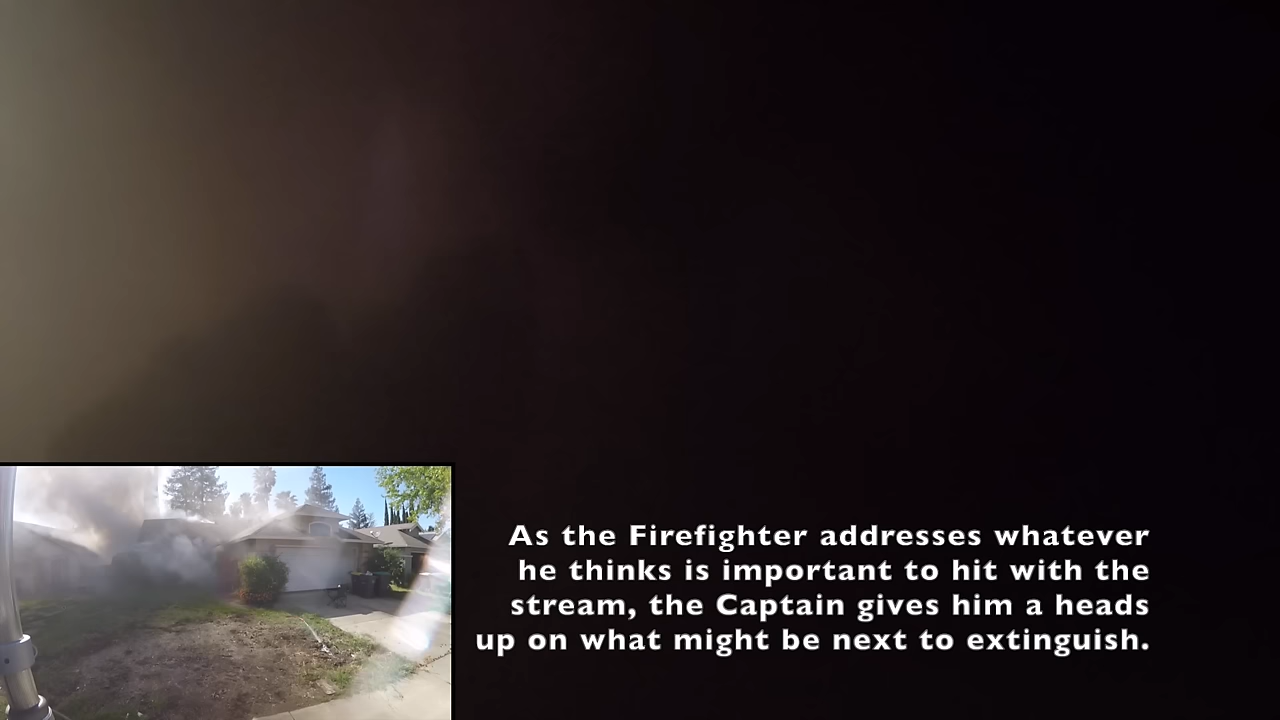 As the Firefighter addresses whatever
he thinks is important to hit with the
stream, the Captain gives him a heads
up on what might be next to extinguish.